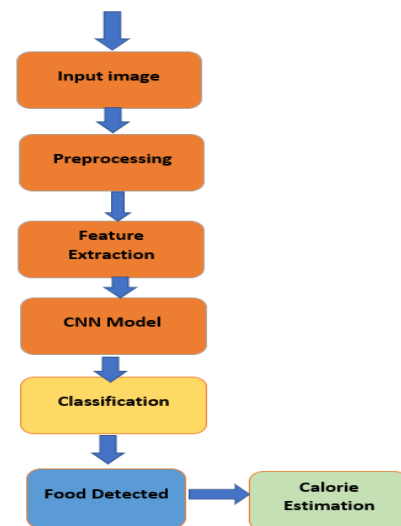 Input image
Preprocessing
Feature
Extraction
CNN Model
Classification
Food Detected
Calorie
Estimation